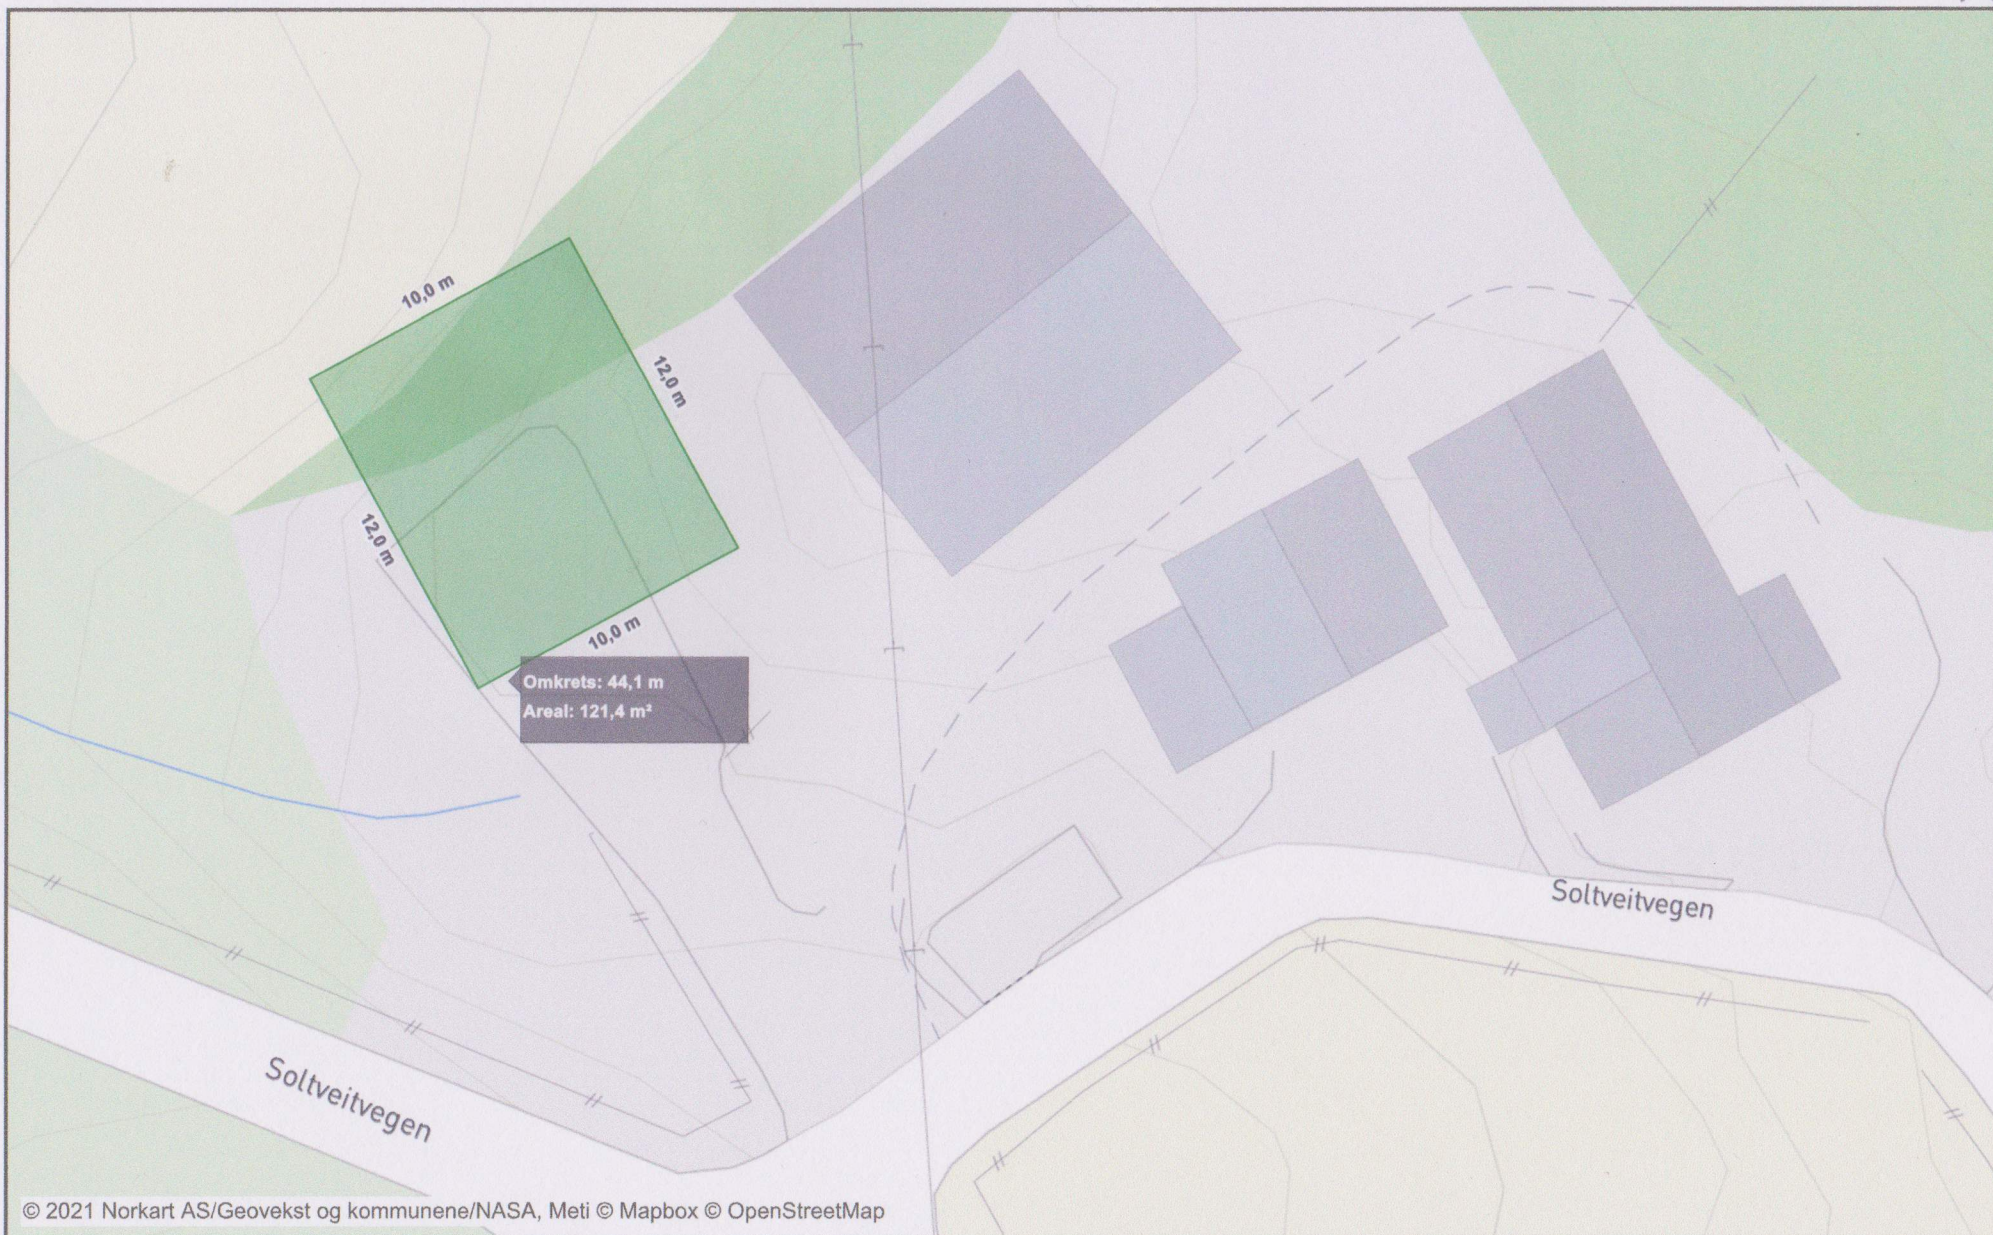 10,0 m
12,0 m
12,0 m
10,0 m
Omkrets: 44,1 m
Areal: 121,4 m²
Soltveitvegen
Soltveitvegen
© 2021 Norkart AS/Geovekst og kommunene/NASA, Meti © Mapbox © OpenStreetMap